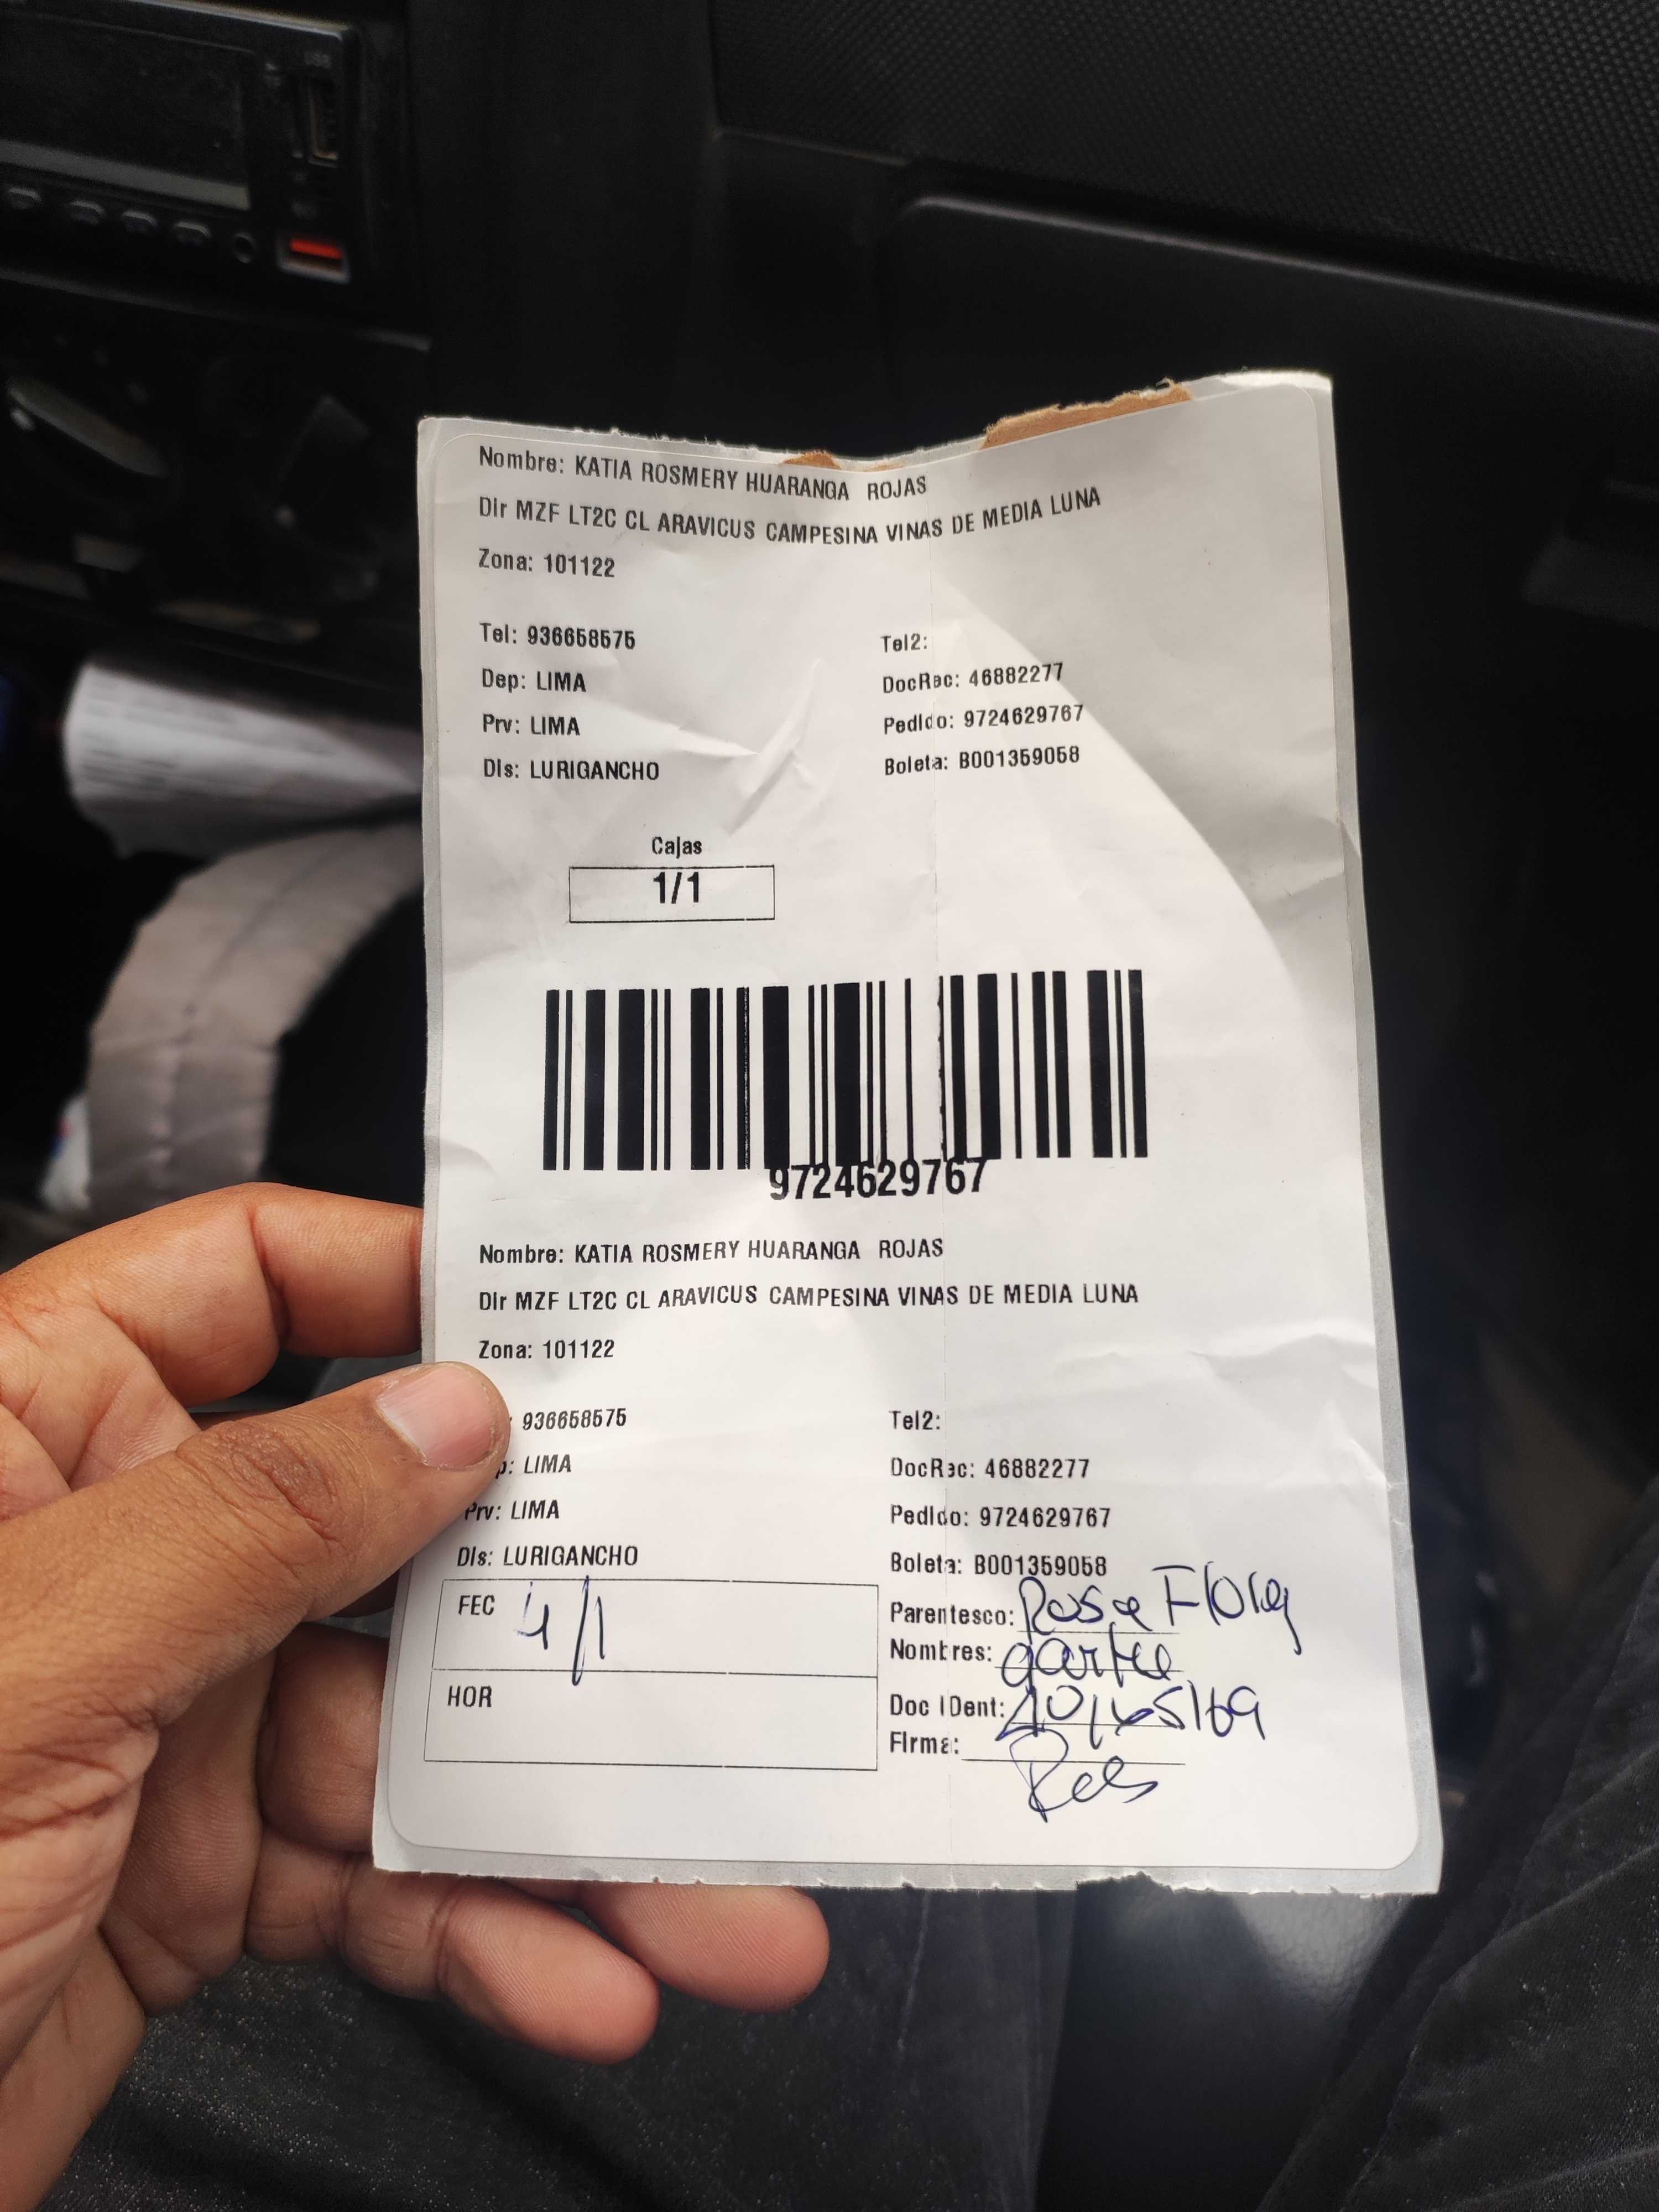 USB
Nombre: KATIA ROSMERY HUARANGA ROJAS
Dir MZF LT2C CL ARAVICUS CAMPESINA VINAS DE MEDIA LUNA
Zona: 101122
Tel: 936658575 Tel2:
Dep: LIMA DocRec: 46882277
Prv: LIMA Pedido: 9724629767
Dis: LURIGANCHO Boleta: B001359058
Cajas
1/1
9724629767
Nombre: KATIA ROSMERY HUARANGA ROJAS
Dir MZF LT2C CL ARAVICUS CAMPESINA VINAS DE MEDIA LUNA
Zona: 101122
: 936658575 Tel2:
p: LIMA DocRec: 46882277
Prv: LIMA Pedido: 9724629767
Dis: LURIGANCHO Boleta: B001359058
FEC 4/1 Parentesco: Rosa
Nombres:
HOR Doc IDent:
Firma: